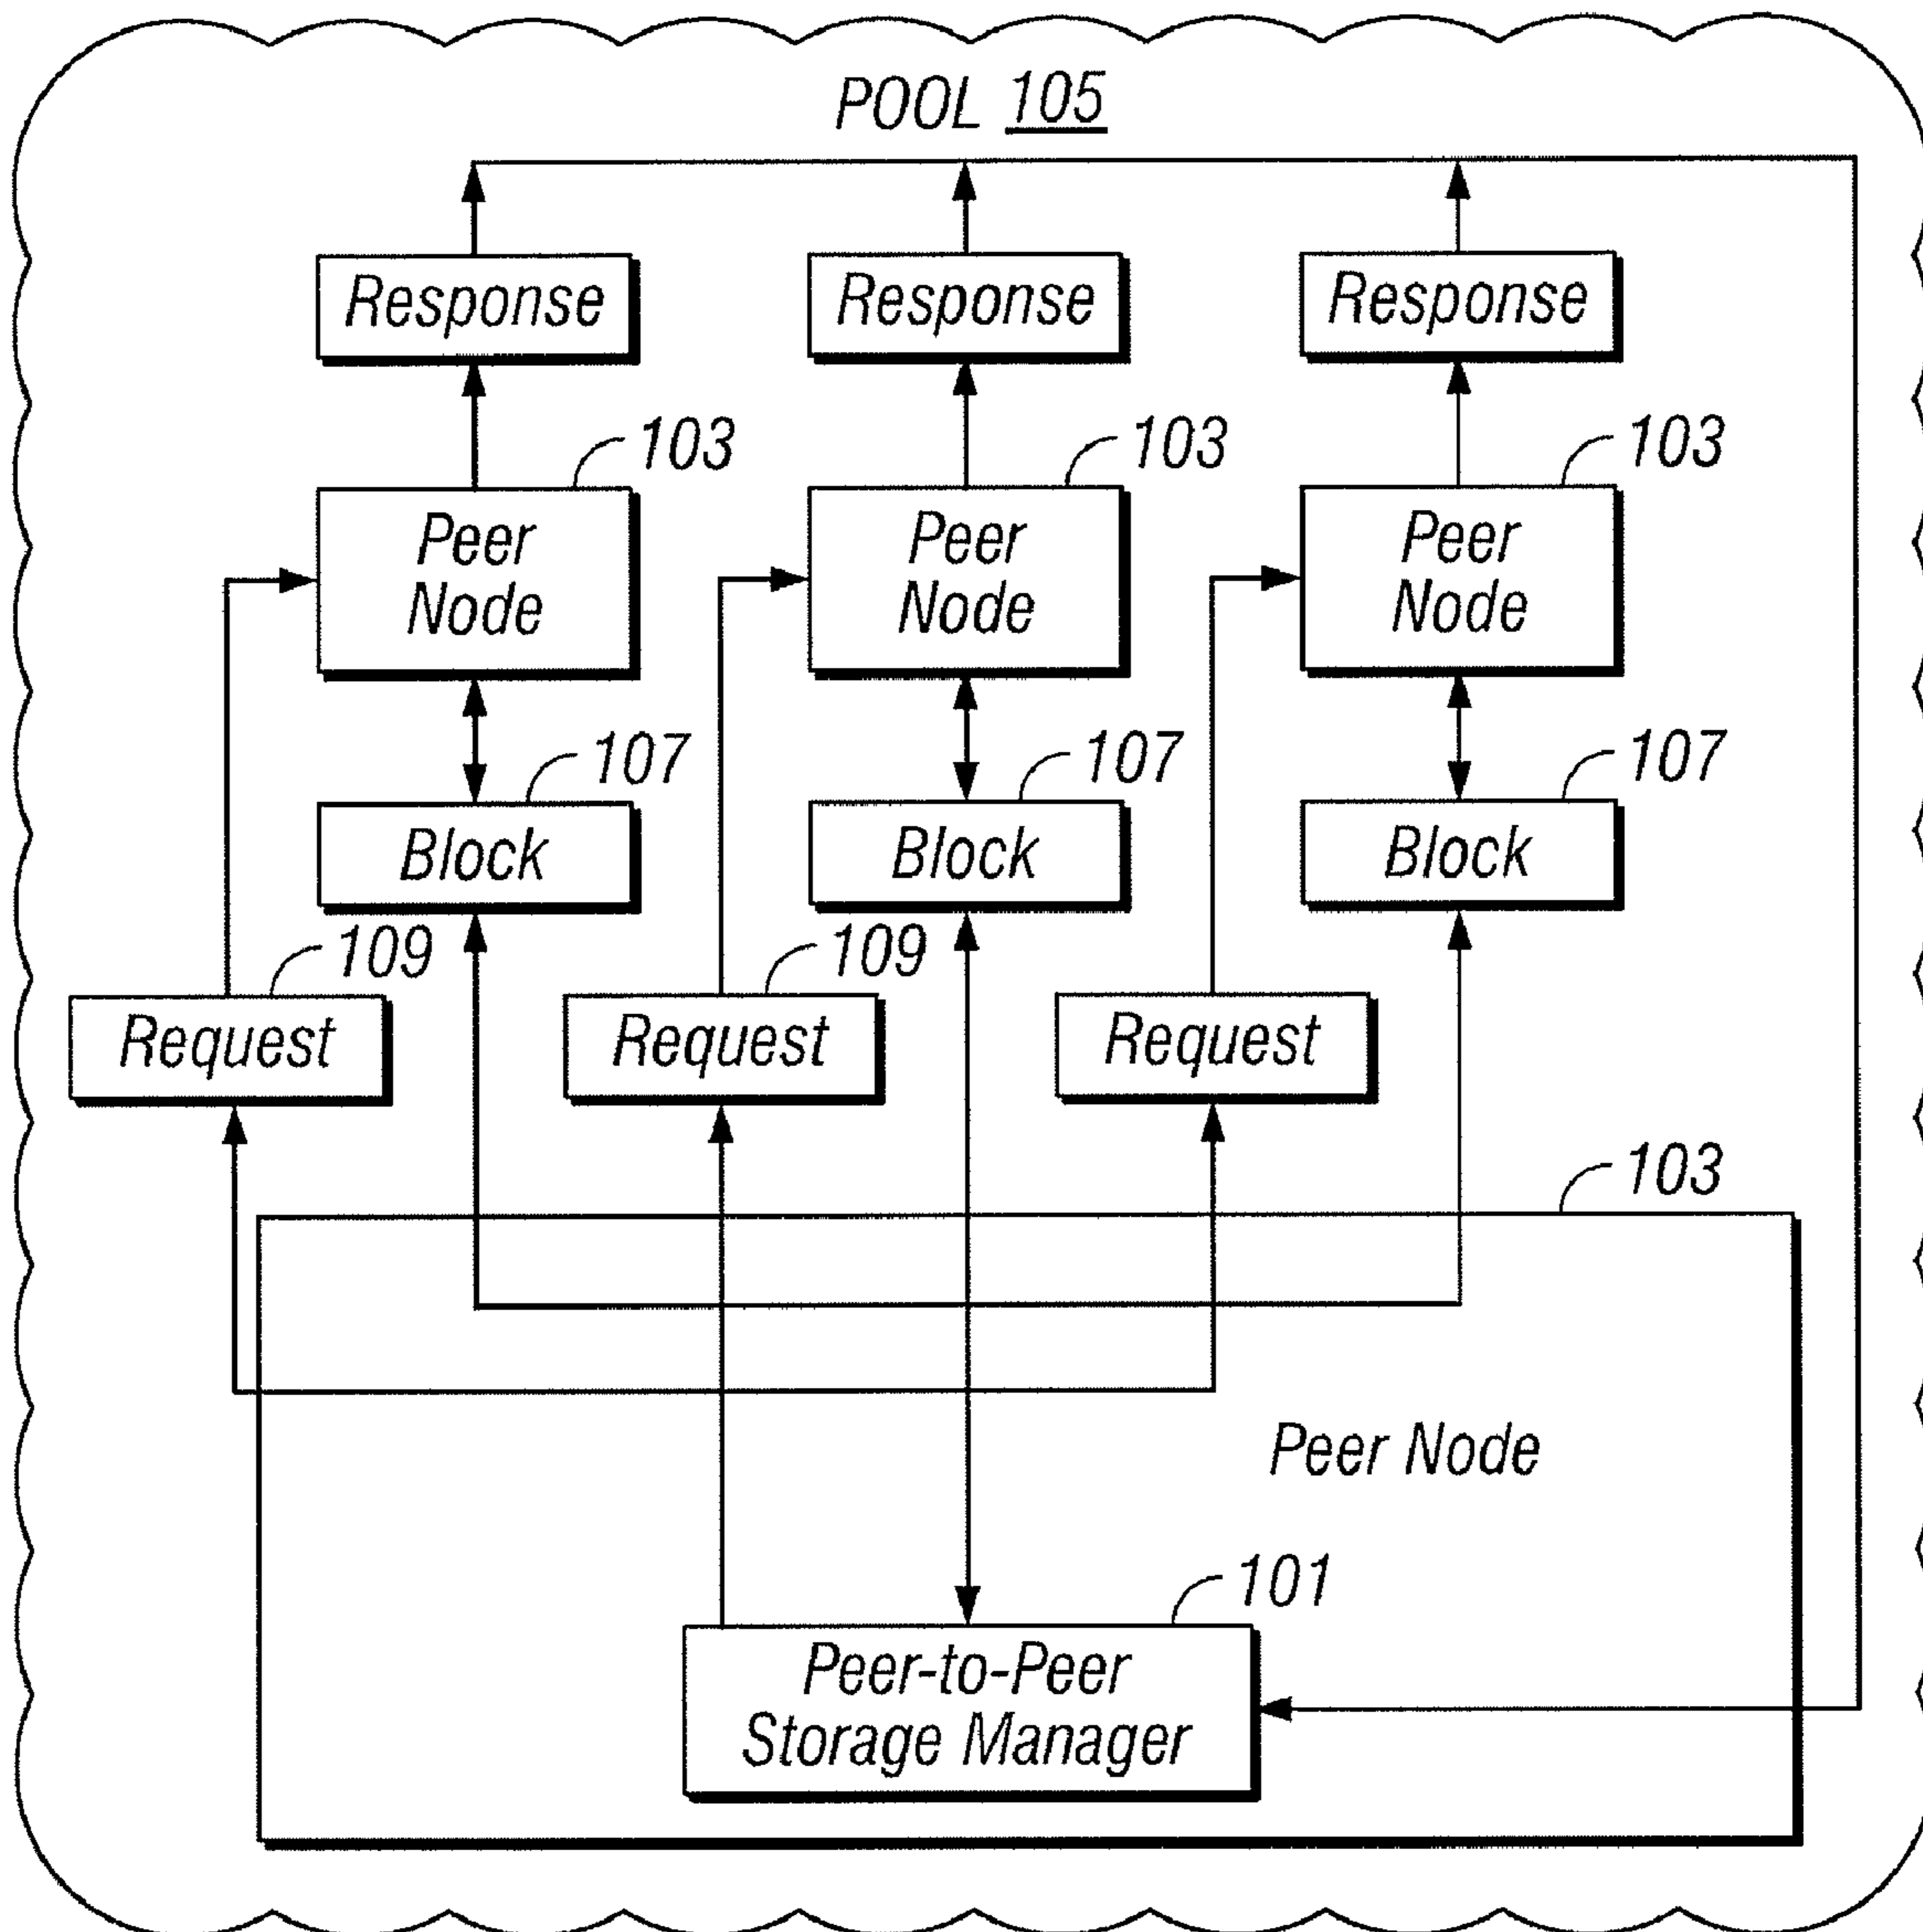 POOL 105
Response
Response
Response
103
103
103
Peer
Node
Peer
Node
Peer
Node
107
107
107
Block
Block
Block
109
109
Request
Request
Request
103
Peer Node
101
Peer-to-Peer
Storage Manager